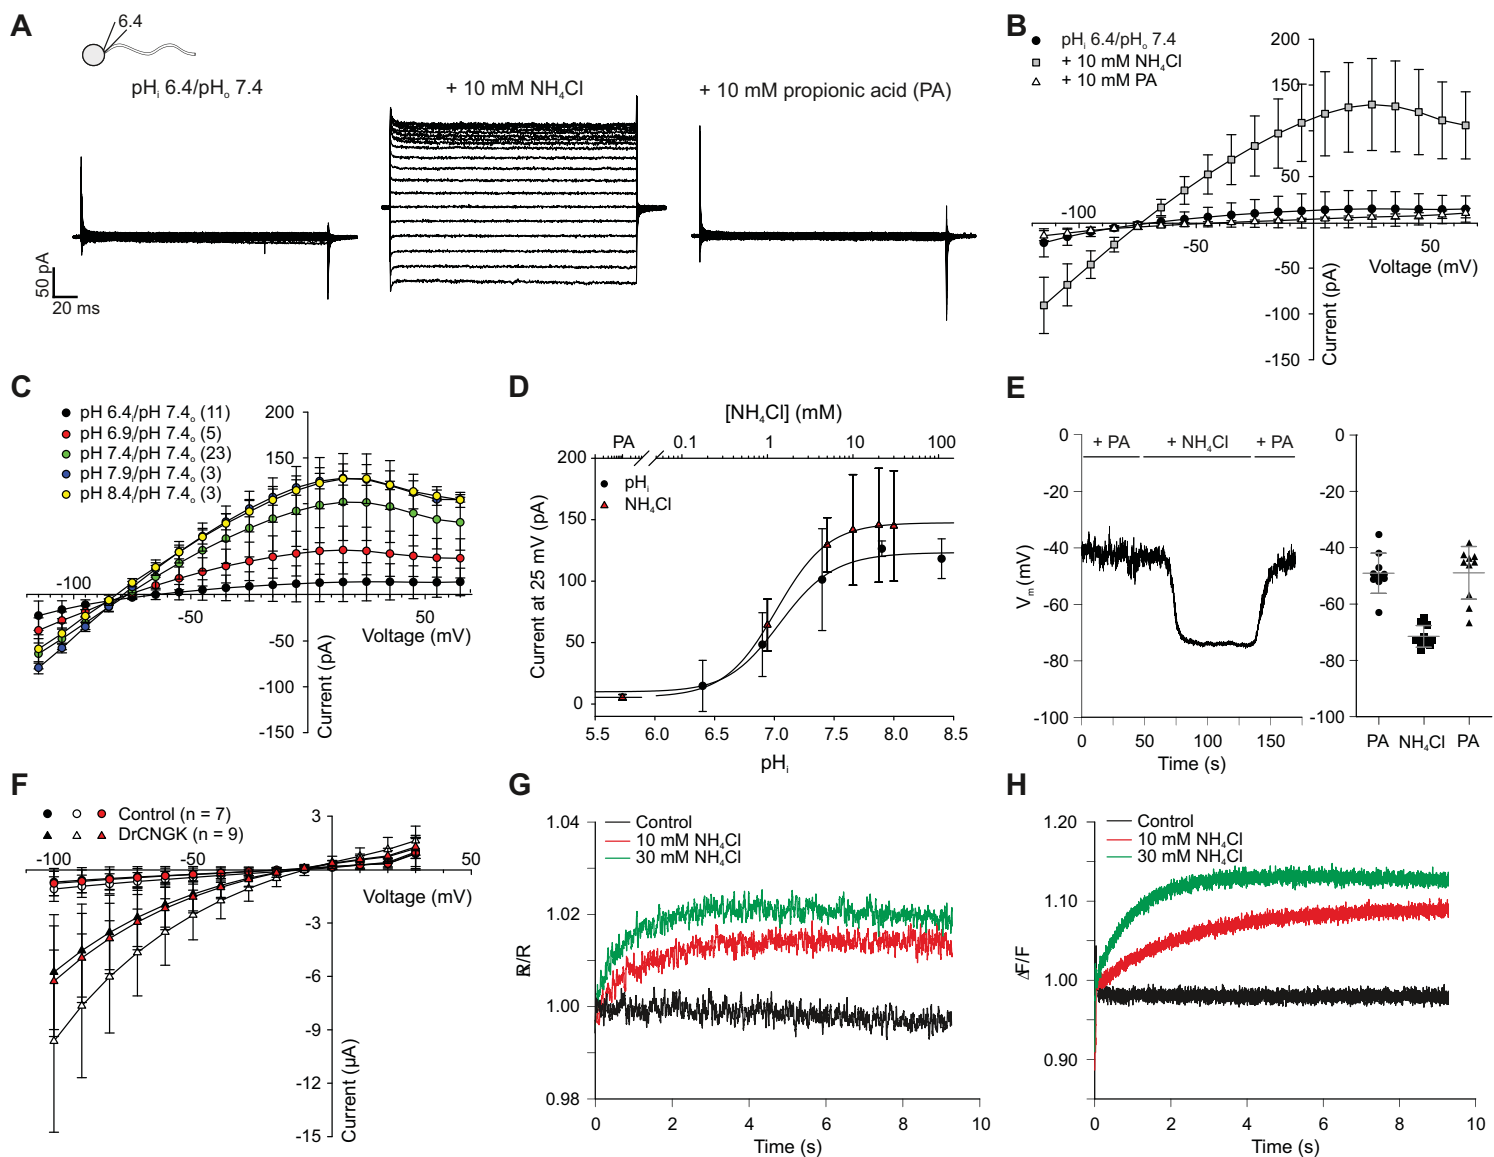 A
6.4
pHi 6.4/pHo 7.4
+ 10 mM NH4Cl
+ 10 mM propionic acid (PA)
50 pA
20 ms
B
pHi 6.4/pHo 7.4
+ 10 mM NH4Cl
+ 10 mM PA
200
150
100
50
-50
-100
-150
-100
-50
50
Voltage (mV)
Current (pA)
C
pH 6.4i/pH 7.4o (11)
pH 6.9i/pH 7.4o (5)
pH 7.4i/pH 7.4o (23)
pH 7.9i/pH 7.4o (3)
pH 8.4i/pH 7.4o (3)
200
150
100
50
-50
-100
-150
-100
-50
50
Voltage (mV)
Current (pA)
D
[NH4Cl] (mM)
PA 0.1 1 10 100
pHi
NH4Cl
200
150
100
50
0
Current at 25 mV (pA)
5.5 6.0 6.5 7.0 7.5 8.0 8.5
pHi
E
+ PA + NH4Cl + PA
0
-20
-40
-60
-80
-100
Vm (mV)
0 50 100 150
Time (s)
0
-20
-40
-60
-80
-100
PA NH4Cl PA
F
Control (n = 7)
DrCNGK (n = 9)
3
-3
-6
-9
-12
-15
-100
-50
50
Voltage (mV)
Current (µA)
G
Control
10 mM NH4Cl
30 mM NH4Cl
1.04
1.02
1.00
0.98
R/R
0 2 4 6 8 10
Time (s)
H
Control
10 mM NH4Cl
30 mM NH4Cl
1.20
1.10
1.00
0.90
ΔF/F
0 2 4 6 8 10
Time (s)